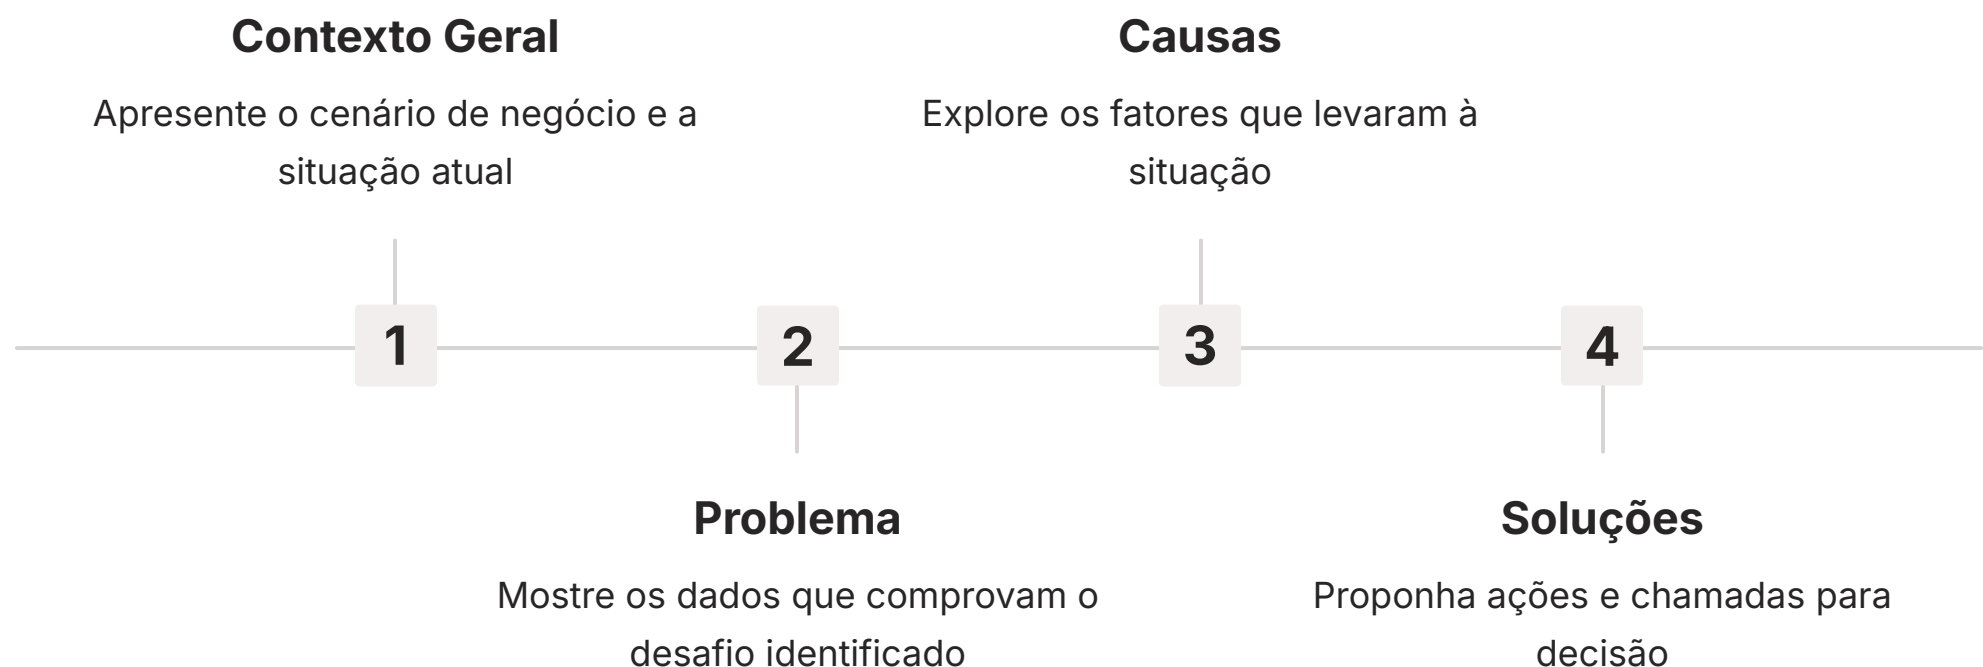 Contexto Geral
Apresente o cenário de negócio e a
situação atual
1
2
Problema
Mostre os dados que comprovam o
desafio identificado
Causas
Explore os fatores que levaram à
situação
3
4
Soluções
Proponha ações e chamadas para
decisão